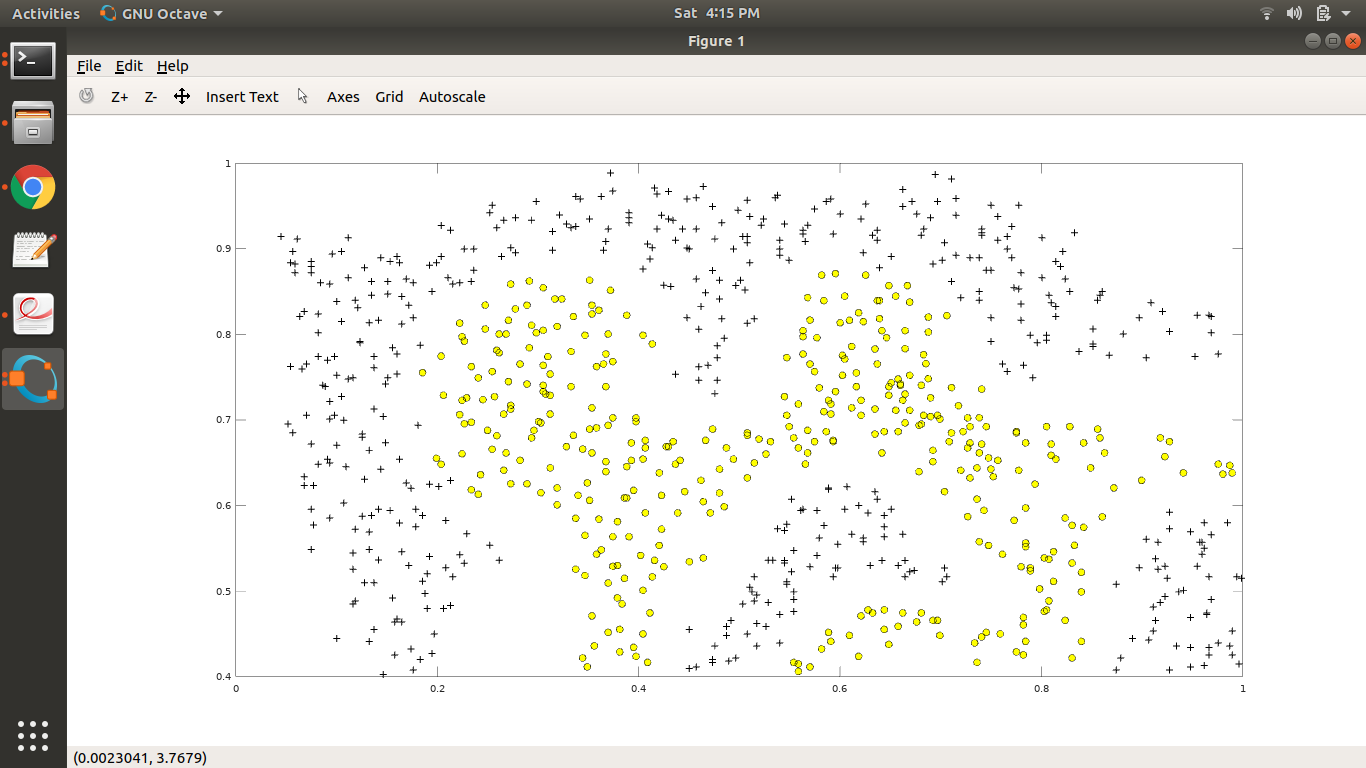 Activities GNU Octave Sat 4:15 PM
Figure 1
File Edit Help
Z+ Z- Insert Text Axes Grid Autoscale
1
0.9
0.8
0.7
0.6
0.5
0.4
0 0.2 0.4 0.6 0.8 1
(0.0023041, 3.7679)